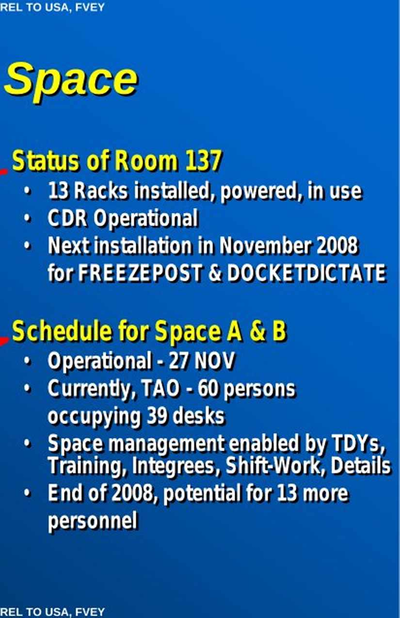 REL TO USA, FVEY
Space
Status of Room 137
• 13 Racks installed, powered, in use
• CDR Operational
• Next installation in November 2008
for FREEZEPOST & DOCKETDICTATE
Schedule for Space A & B
• Operational - 27 NOV
• Currently, TAO - 60 persons
occupying 39 desks
• Space management enabled by TDYs,
Training, Integrees, Shift-Work, Details
• End of 2008, potential for 13 more
personnel
REL TO USA, FVEY